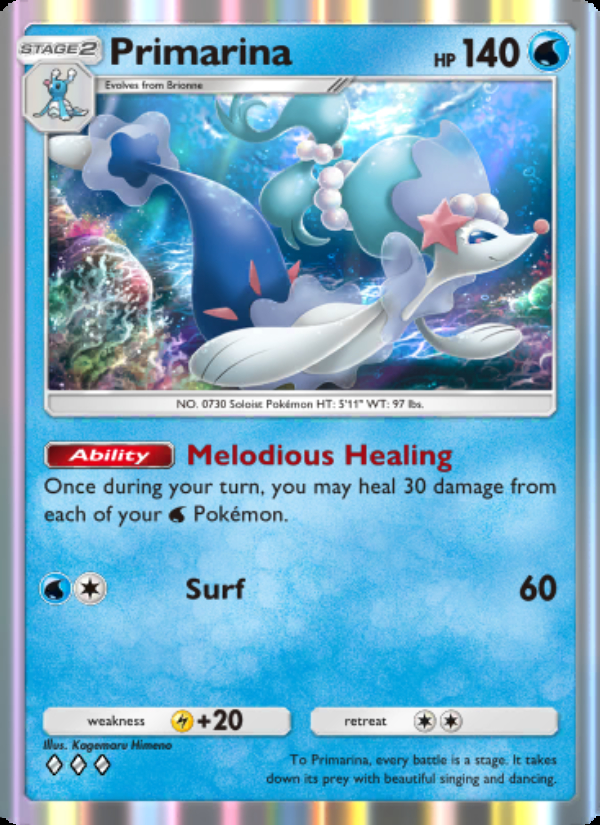 STAGE 2 Primarina HP 140
Evolves from Brionne
NO. 0730 Soloist Pokémon HT: 5'11" WT: 97 lbs.
Ability Melodious Healing
Once during your turn, you may heal 30 damage from
each of your Pokémon.
Surf 60
weakness +20 retreat
Illus. Kagemaru Himeno
To Primarina, every battle is a stage. It takes
down its prey with beautiful singing and dancing.